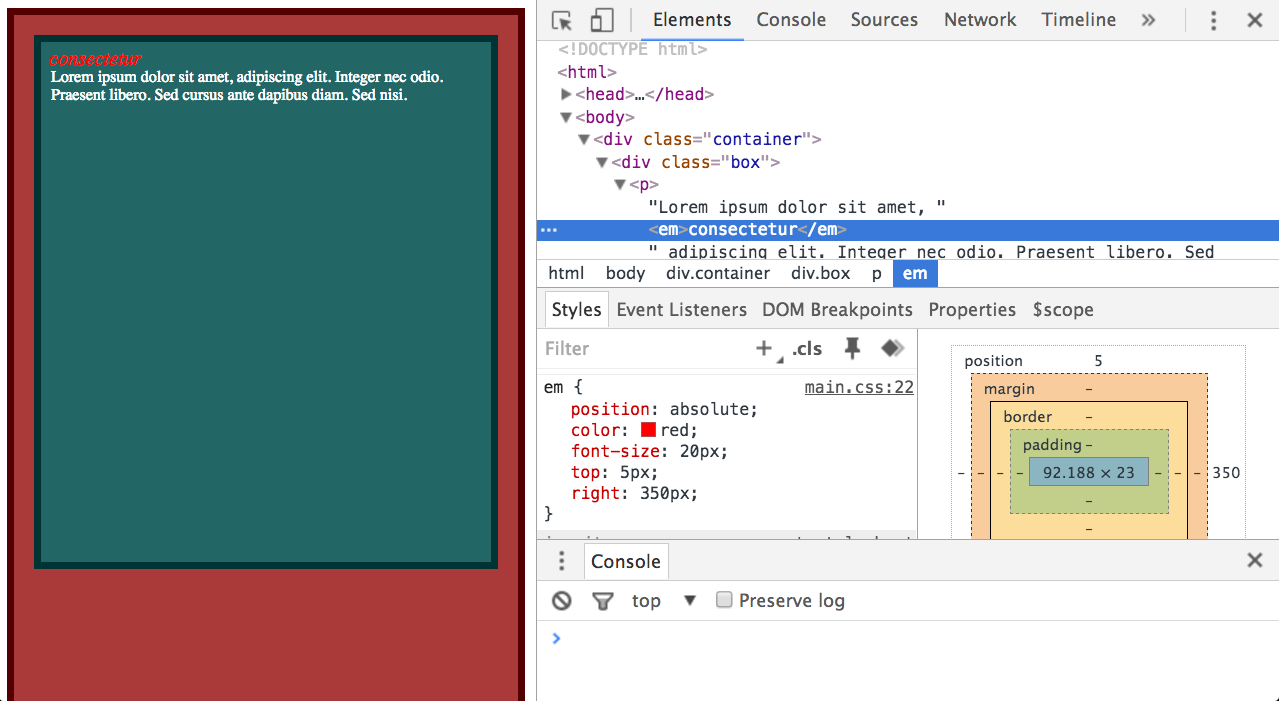 consectetur
Lorem ipsum dolor sit amet, adipiscing elit. Integer nec odio.
Praesent libero. Sed cursus ante dapibus diam. Sed nisi.
Elements Console Sources Network Timeline »
<!DOCTYPE html>
<html>
▶<head>…</head>
▼<body>
▼<div class="container">
▼<div class="box">
▼<p>
"Lorem ipsum dolor sit amet, "
<em>consectetur</em>
" adipiscing elit. Integer nec odio. Praesent libero. Sed
html body div.container div.box p em
Styles Event Listeners DOM Breakpoints Properties $scope
Filter + .cls
em { main.css:22
position: absolute;
color: red;
font-size: 20px;
top: 5px;
right: 350px;
}
position 5
margin –
border –
padding –
– – – – 92.188 × 23 – – – 350
–
–
Console
top ▼ Preserve log
>